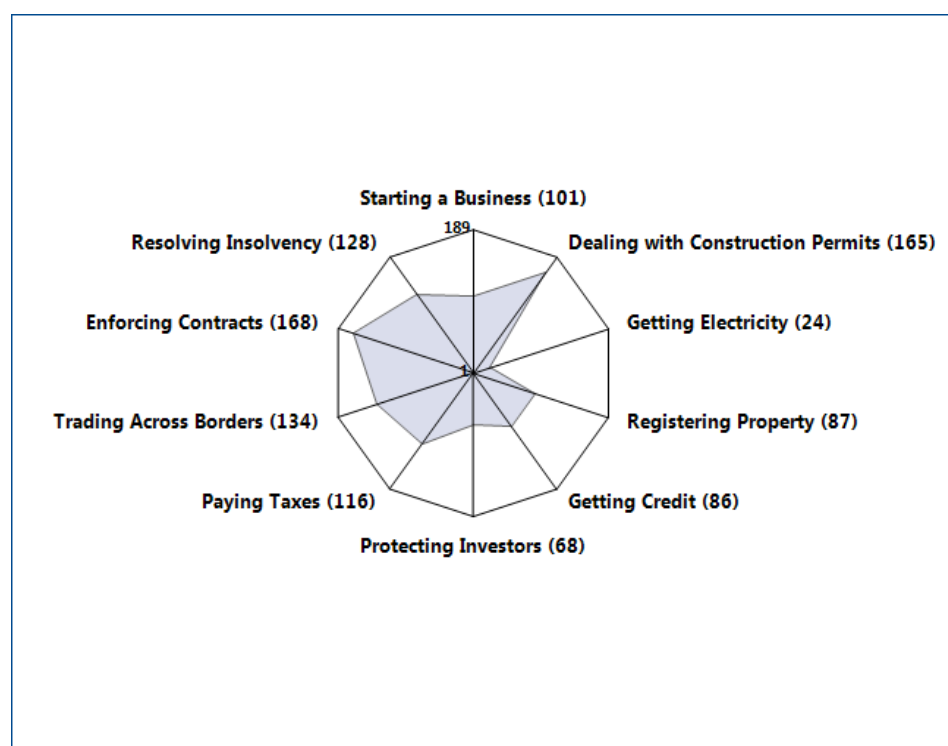 Starting a Business (101)
189
Resolving Insolvency (128)
Dealing with Construction Permits (165)
Enforcing Contracts (168)
Getting Electricity (24)
1
Trading Across Borders (134)
Registering Property (87)
Paying Taxes (116)
Getting Credit (86)
Protecting Investors (68)